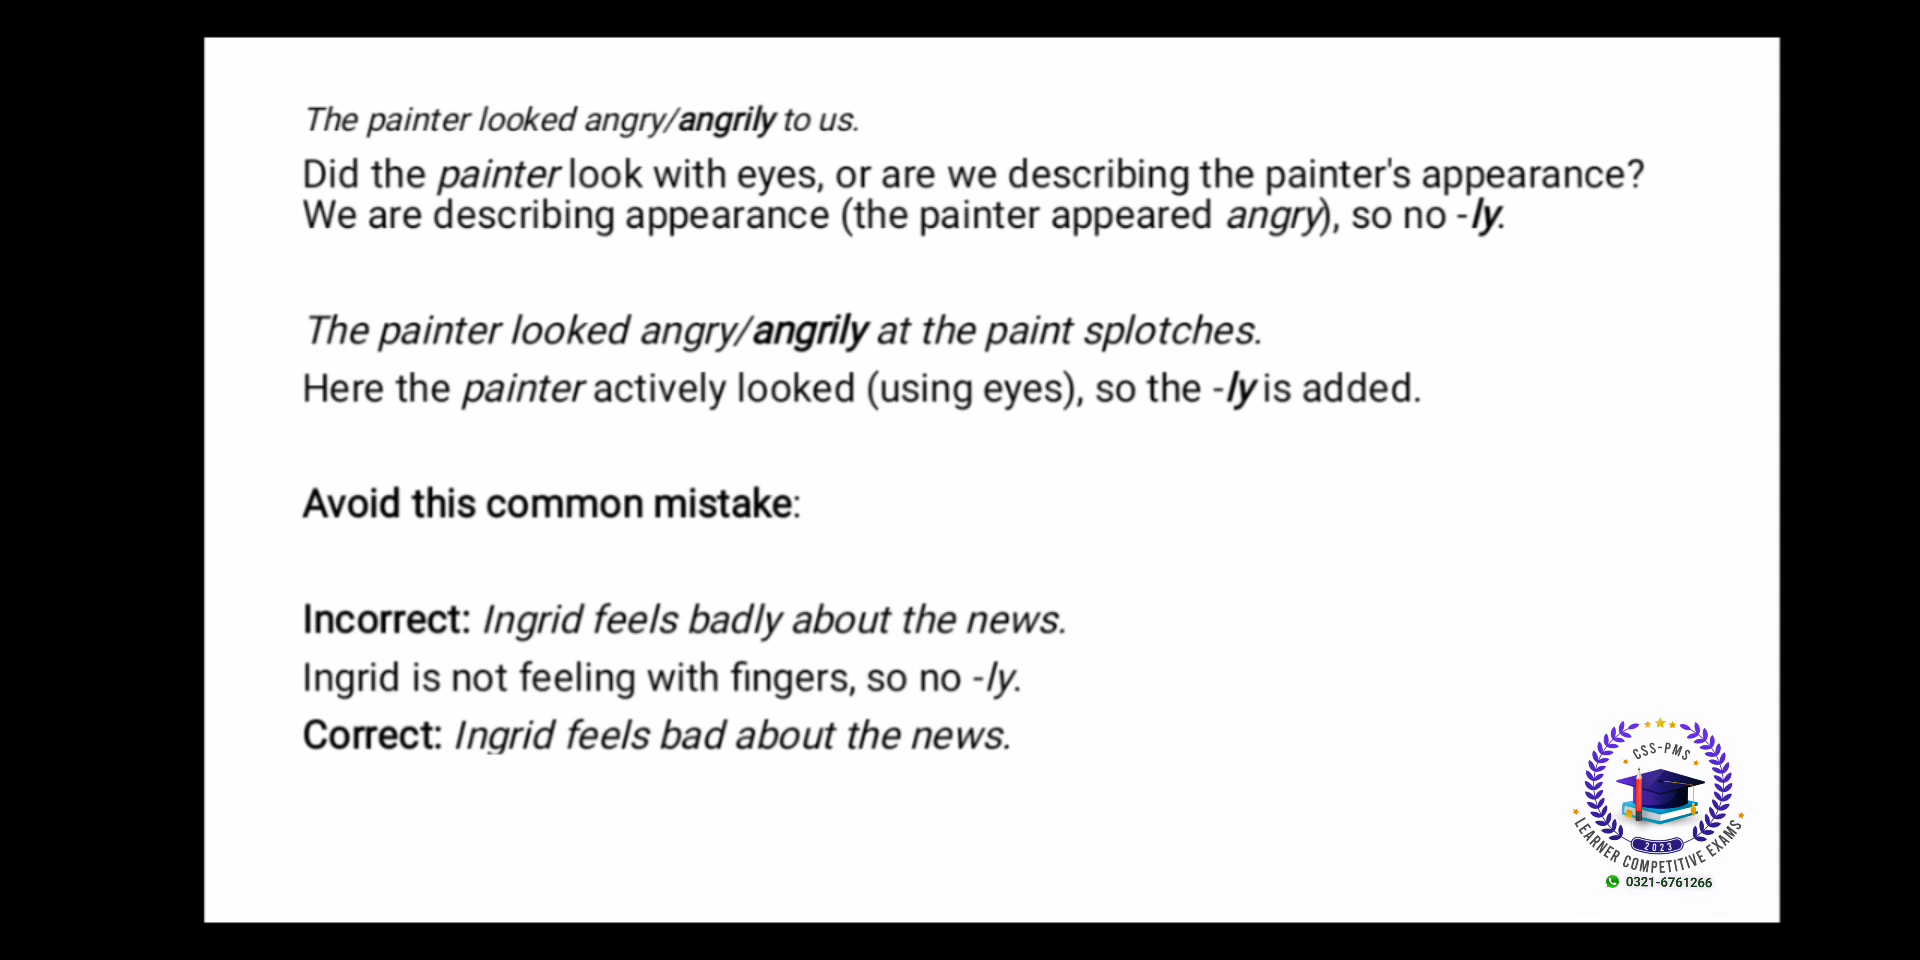 The painter looked angry/angrily to us.
Did the painter look with eyes, or are we describing the painter's appearance?
We are describing appearance (the painter appeared angry), so no -ly.
The painter looked angry/angrily at the paint splotches.
Here the painter actively looked (using eyes), so the -ly is added.
Avoid this common mistake:
Incorrect: Ingrid feels badly about the news.
Ingrid is not feeling with fingers, so no -ly.
Correct: Ingrid feels bad about the news.
CSS-PMS
2023
LEARNER COMPETITIVE EXAMS
0321-6761266